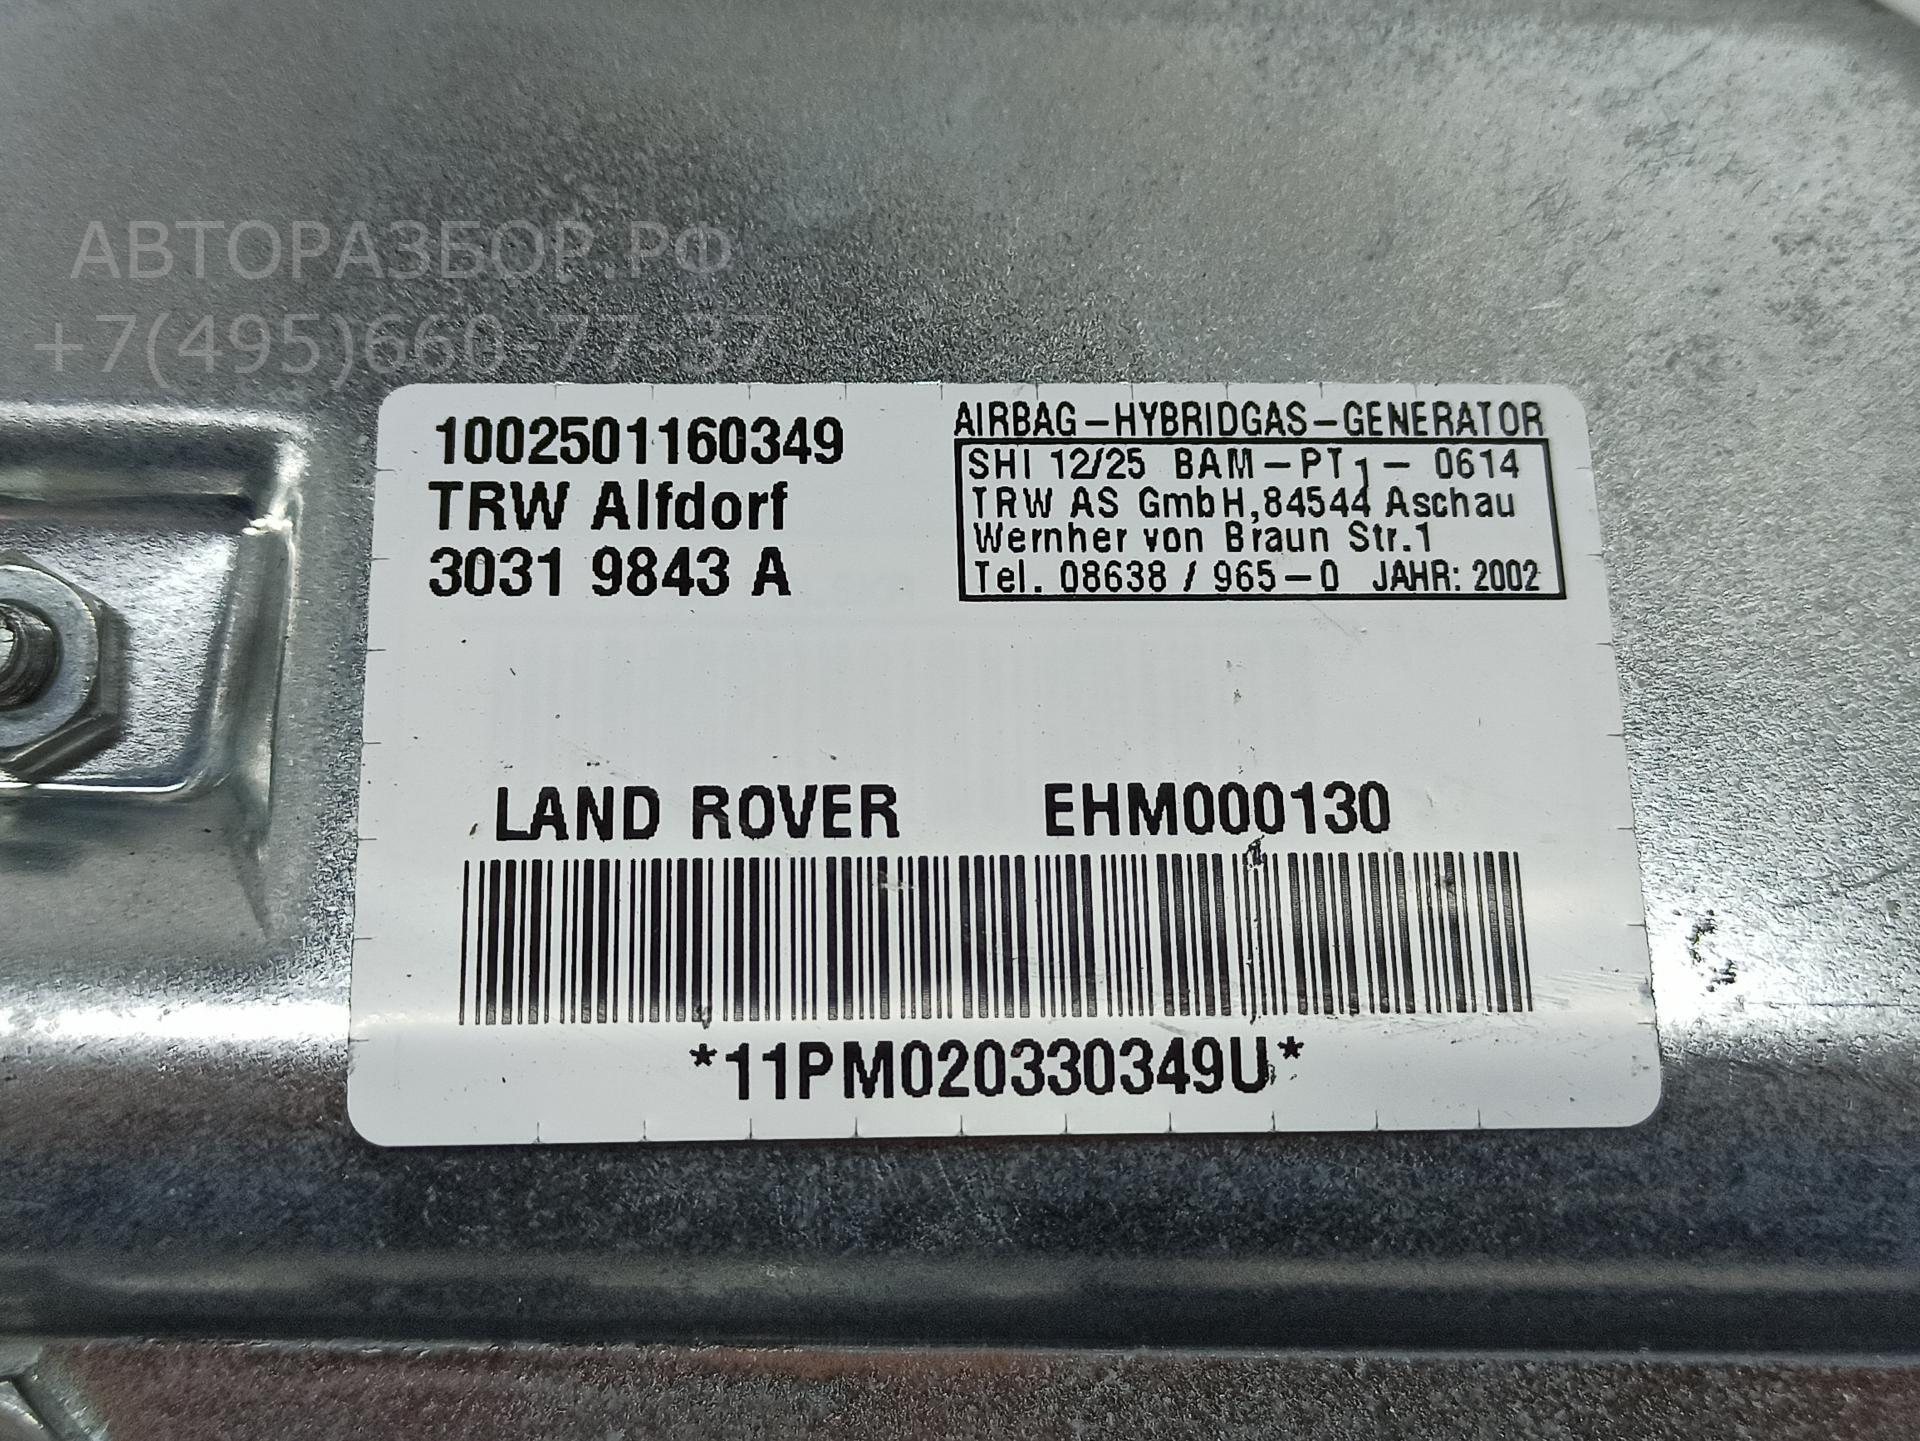 АВТОРАЗБОР.РФ
+7(495)660-77-37
1002501160349
TRW Alfdorf
3031 9843 A
AIRBAG-HYBRIDGAS-GENERATOR
SHI 12/25 BAM-PT1-0614
TRW AS GmbH,84544 Aschau
Wernher von Braun Str.1
Tel. 08638 / 965-0 JAHR: 2002
LAND ROVER EHM000130
*11PM020330349U*